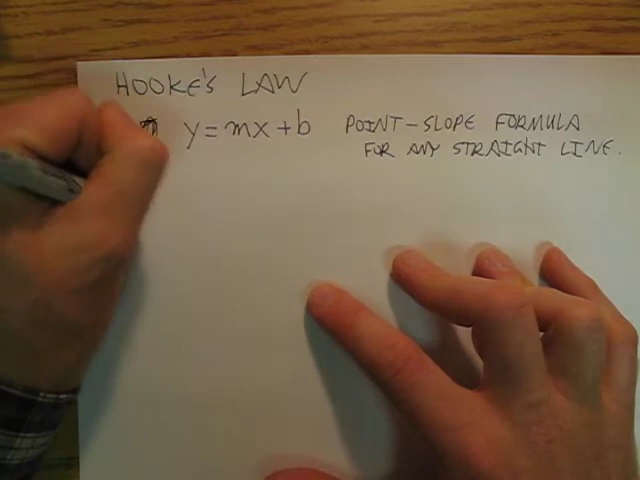 HOOKE'S LAW
y=mx+b POINT-SLOPE FORMULA
FOR ANY STRAIGHT LINE.